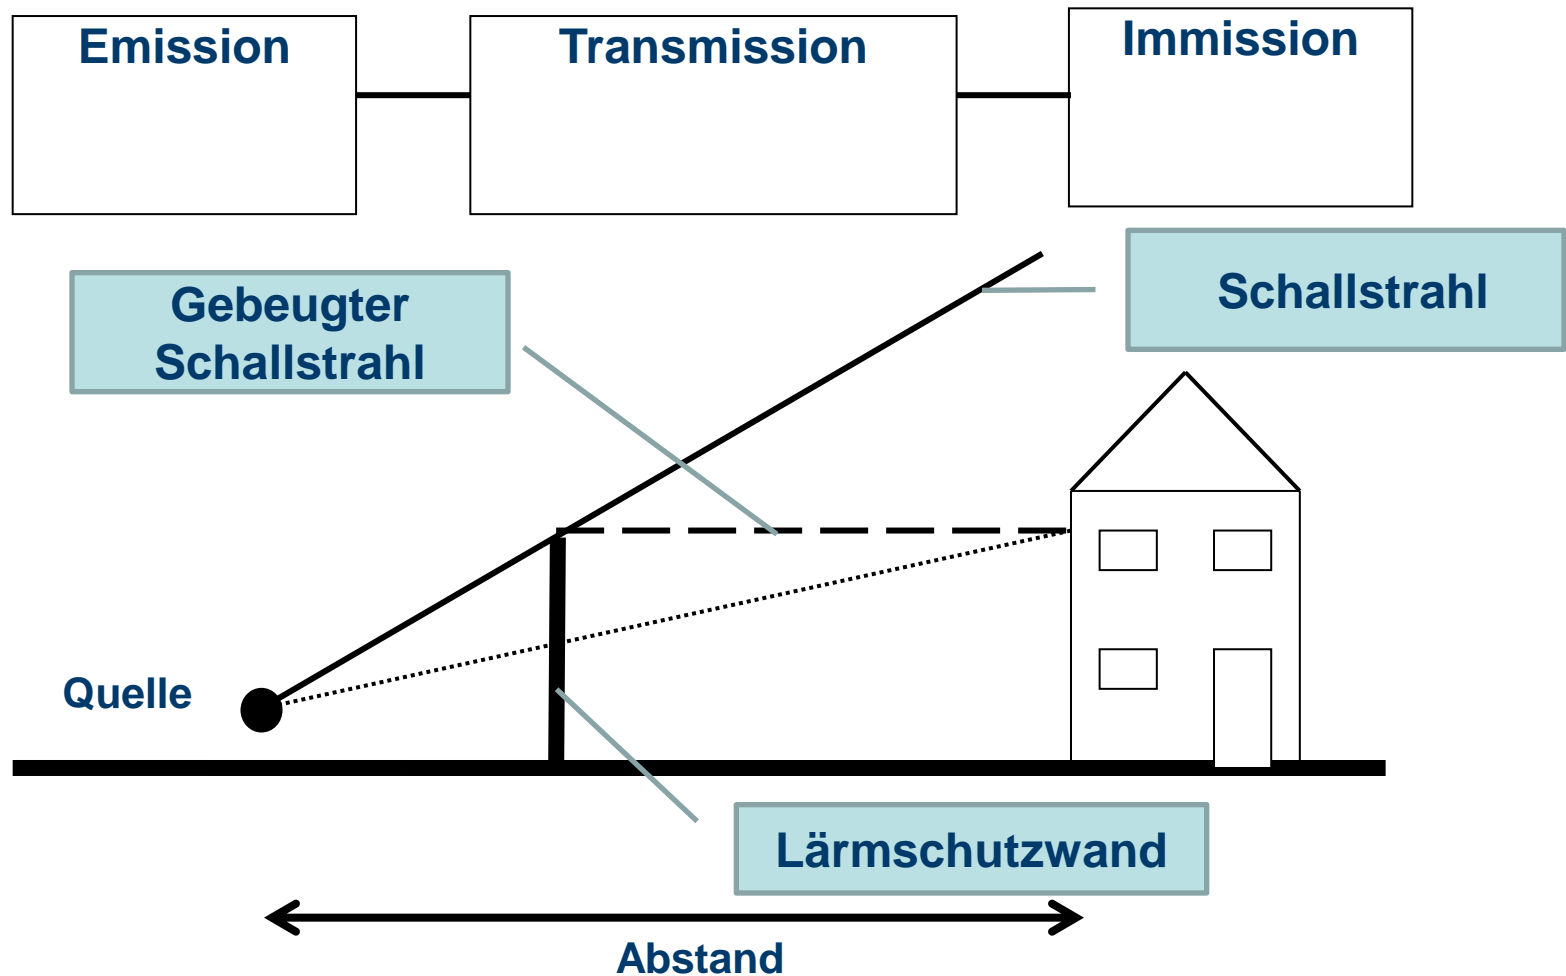 Emission
Transmission
Immission
Gebeugter
Schallstrahl
Schallstrahl
Quelle
Lärmschutzwand
Abstand